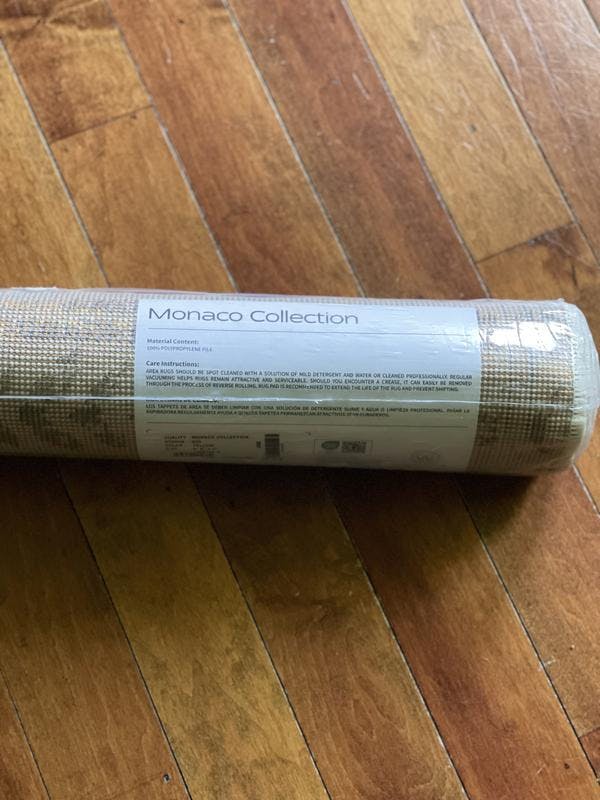 Monaco Collection
Material Content:
100% POLYPROPYLENE PILE
Care Instructions:
AREA RUGS SHOULD BE SPOT CLEANED WITH A SOLUTION OF MILD DETERGENT AND WATER OR CLEANED PROFESSIONALLY. REGULAR
VACUUMING HELPS RUGS REMAIN ATTRACTIVE AND SERVICEABLE. SHOULD YOU ENCOUNTER A CREASE, IT CAN EASILY BE REMOVED
THROUGH THE PROCESS OF REVERSE ROLLING. RUG PAD IS RECOMMENDED TO EXTEND THE LIFE OF THE RUG AND PREVENT SHIFTING.
LOS TAPETES DE AREA SE DEBEN LIMPIAR CON UNA SOLUCION DE DETERGENTE SUAVE Y AGUA O LIMPIEZA PROFESIONAL. PASAR LA
ASPIRADORA REGULARMENTE AYUDA A
QUALITY MONACO COLLECTION